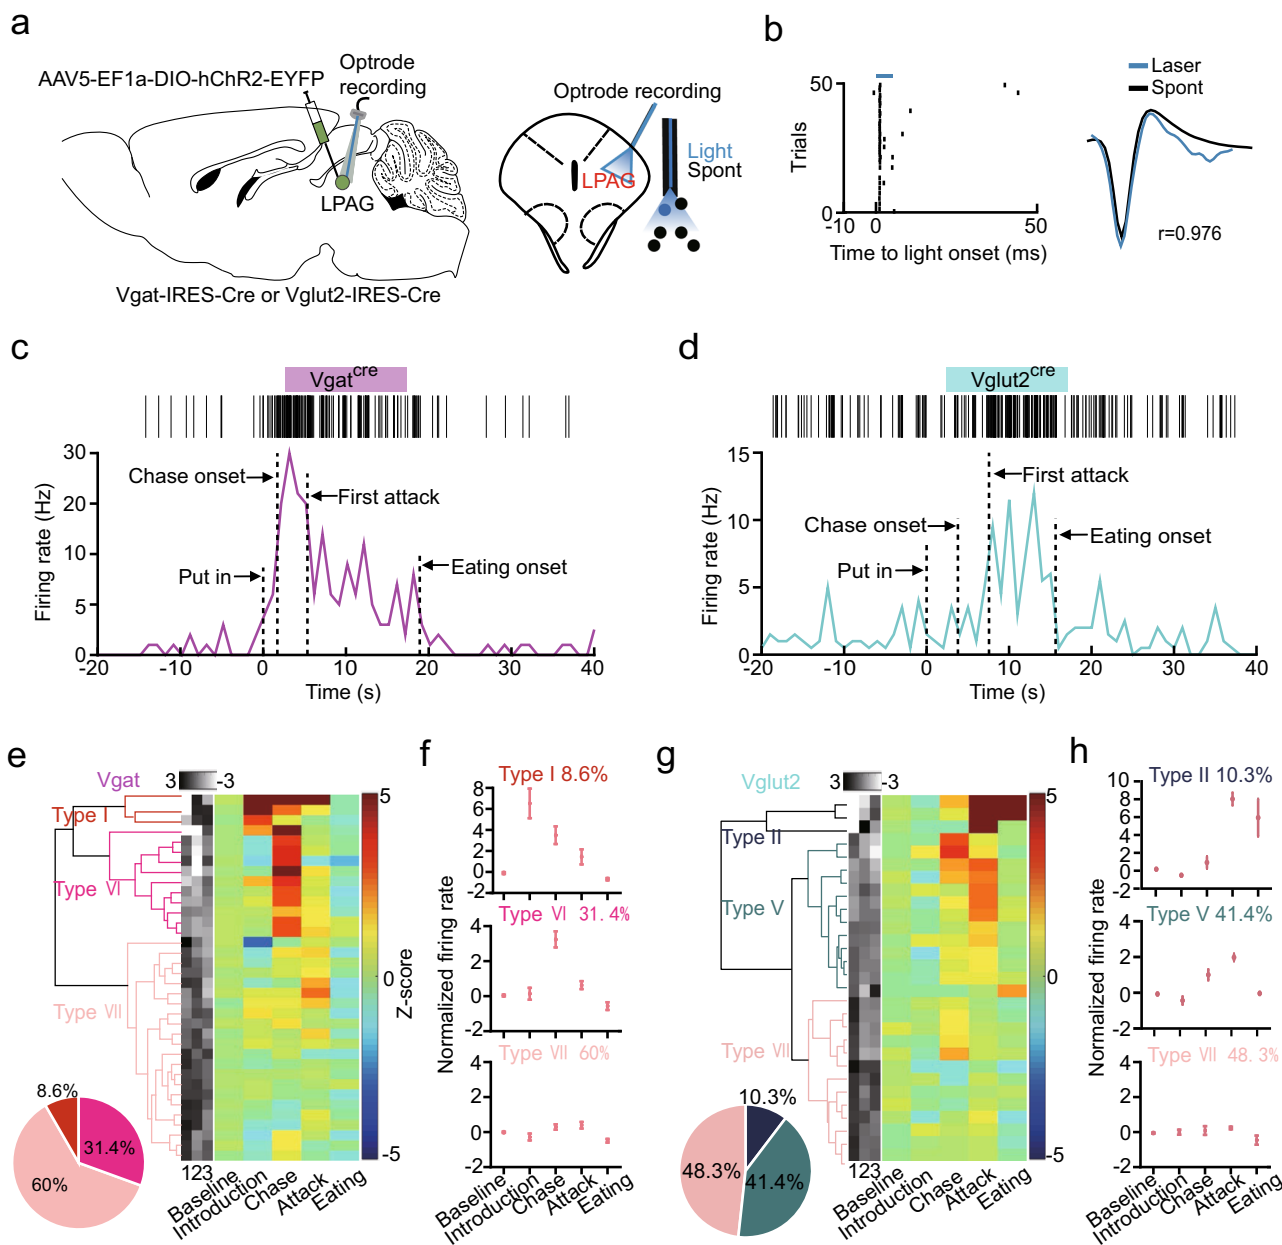 a
AAV5-EF1a-DIO-hChR2-EYFP
Optrode
recording
LPAG
Vgat-IRES-Cre or Vglut2-IRES-Cre
Optrode recording
LPAG
Light
Spont
b
50
0
Trials
-10
0
50
Time to light onset (ms)
Laser
Spont
r=0.976
c
Vgatcre
30
20
10
5
0
Firing rate (Hz)
Chase onset
First attack
Put in
Eating onset
-20
-10
0
10
20
30
40
Time (s)
d
Vglut2cre
15
10
5
0
Firing rate (Hz)
First attack
Chase onset
Eating onset
Put in
-20
-10
0
10
20
30
40
Time (s)
e
Vgat
3
-3
Type I
Type VI
Type VII
5
0
-5
Z-score
8.6%
31.4%
60%
123
Baseline
Introduction
Chase
Attack
Eating
f
Normalized firing rate
Type I 8.6%
8
6
4
2
0
-2
Type VI 31.4%
4
2
0
-2
Type VII 60%
4
2
0
-2
Baseline
Introduction
Chase
Attack
Eating
g
Vglut2
3
-3
Type II
Type V
Type VII
5
0
-5
10.3%
48.3%
41.4%
123
Baseline
Introduction
Chase
Attack
Eating
h
Normalized firing rate
Type II 10.3%
10
8
6
4
2
0
-2
Type V 41.4%
4
2
0
-2
Type VII 48.3%
4
2
0
-2
Baseline
Introduction
Chase
Attack
Eating